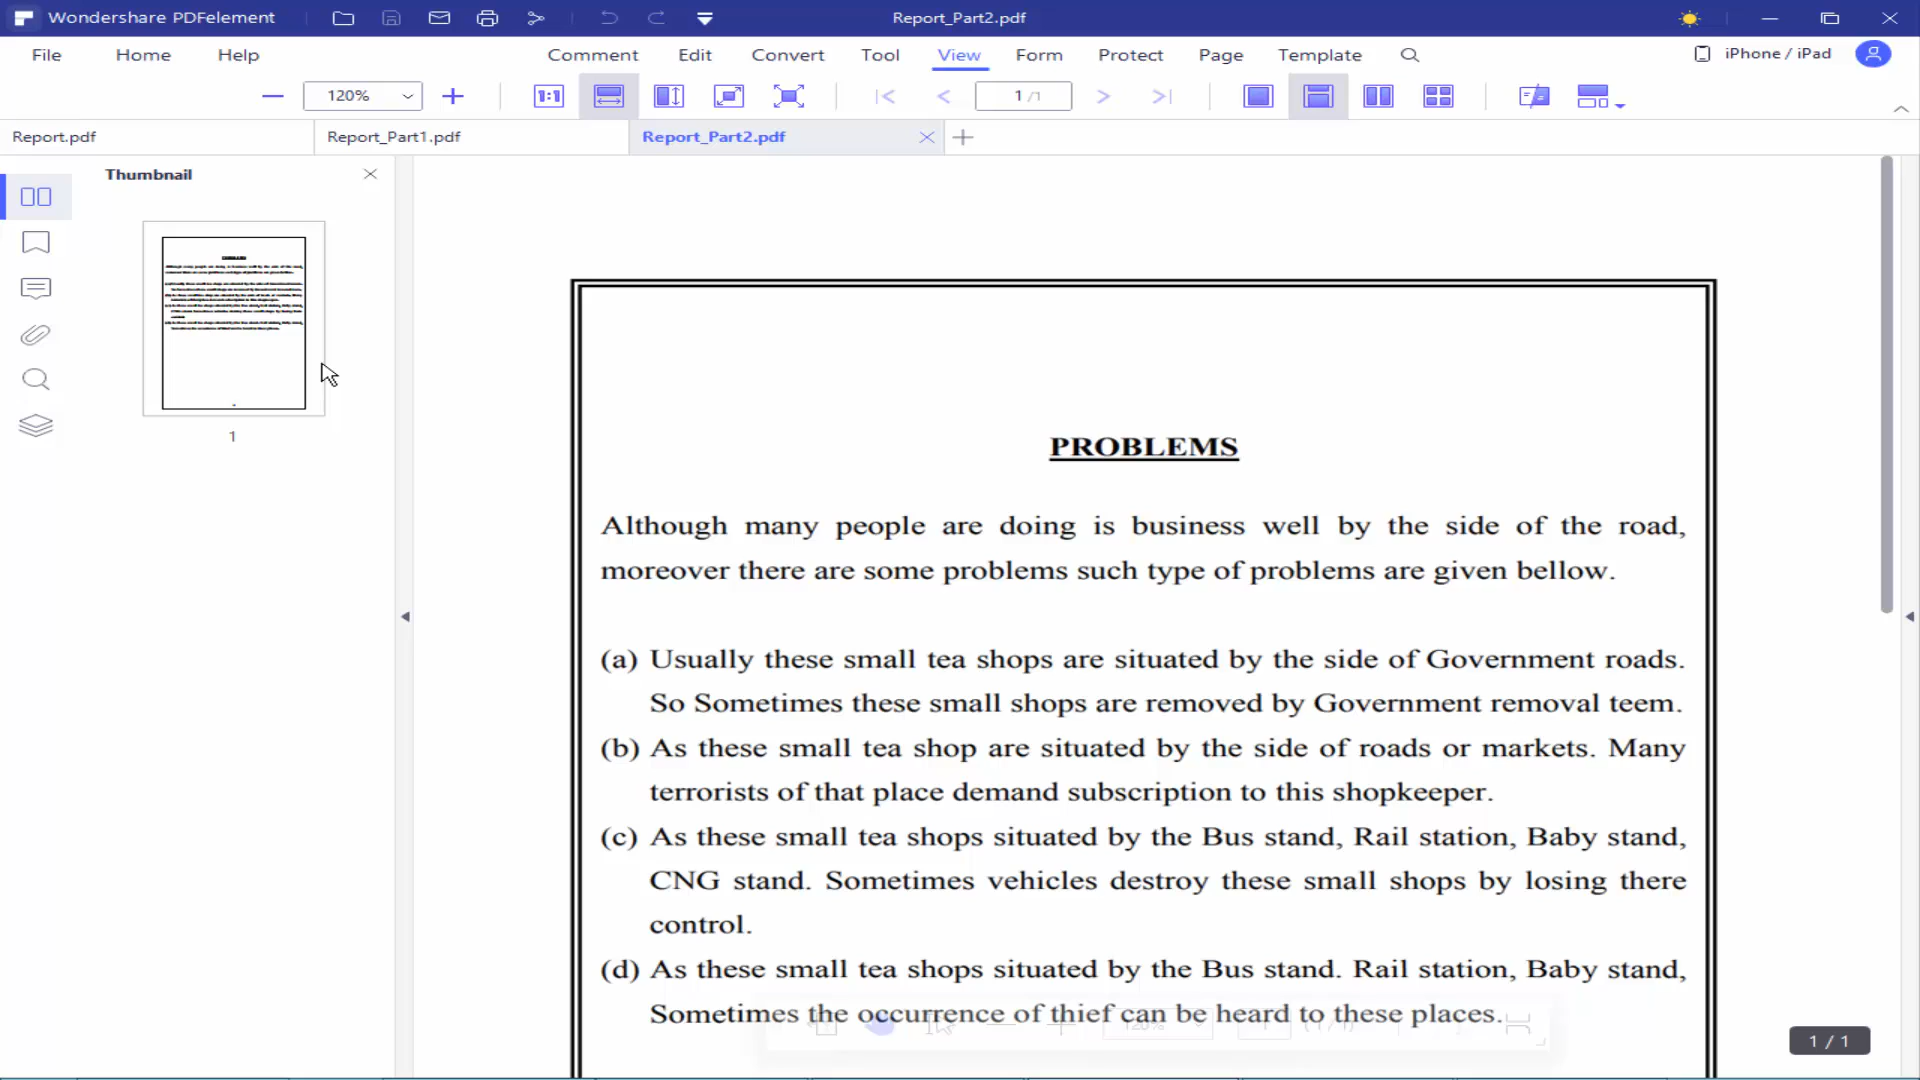 Wondershare PDFelement
Report_Part2.pdf
File Home Help Comment Edit Convert Tool View Form Protect Page Template iPhone / iPad
120% 1:1 1 /1
Report.pdf Report_Part1.pdf Report_Part2.pdf
Thumbnail
1
PROBLEMS
Although many people are doing is business well by the side of the road,
moreover there are some problems such type of problems are given bellow.
(a) Usually these small tea shops are situated by the side of Government roads.
So Sometimes these small shops are removed by Government removal teem.
(b) As these small tea shop are situated by the side of roads or markets. Many
terrorists of that place demand subscription to this shopkeeper.
(c) As these small tea shops situated by the Bus stand, Rail station, Baby stand,
CNG stand. Sometimes vehicles destroy these small shops by losing there
control.
(d) As these small tea shops situated by the Bus stand. Rail station, Baby stand,
Sometimes the occurrence of thief can be heard to these places.
120%
1 / 1